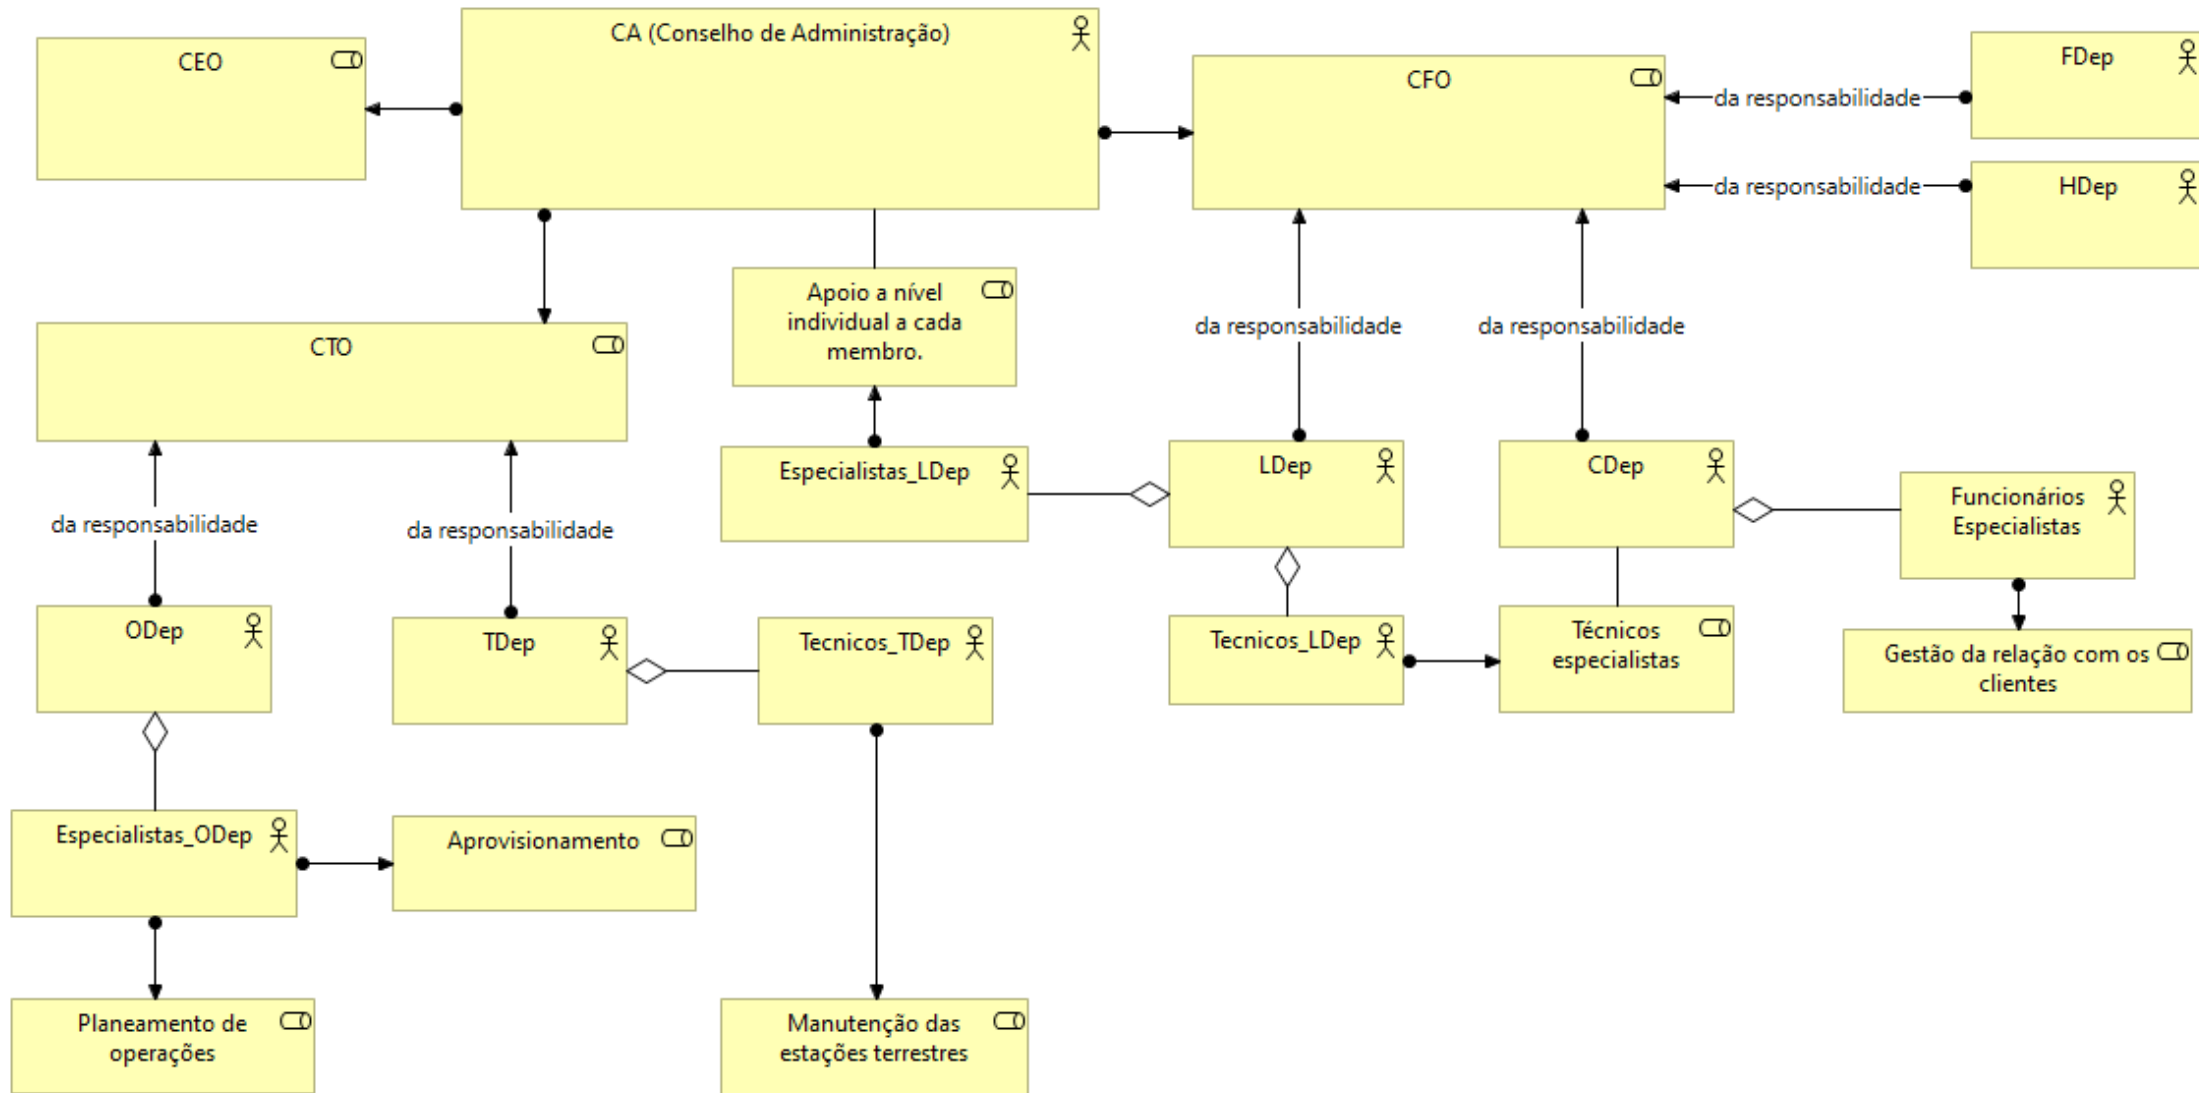 CA (Conselho de Administração)
CEO
CFO
FDep
da responsabilidade
da responsabilidade
HDep
Apoio a nível
individual a cada
membro.
CTO
da responsabilidade
da responsabilidade
Especialistas_LDep
LDep
CDep
Funcionários
Especialistas
da responsabilidade
da responsabilidade
ODep
TDep
Tecnicos_TDep
Tecnicos_LDep
Técnicos
especialistas
Gestão da relação com os
clientes
Especialistas_ODep
Aprovisionamento
Planeamento de
operações
Manutenção das
estações terrestres